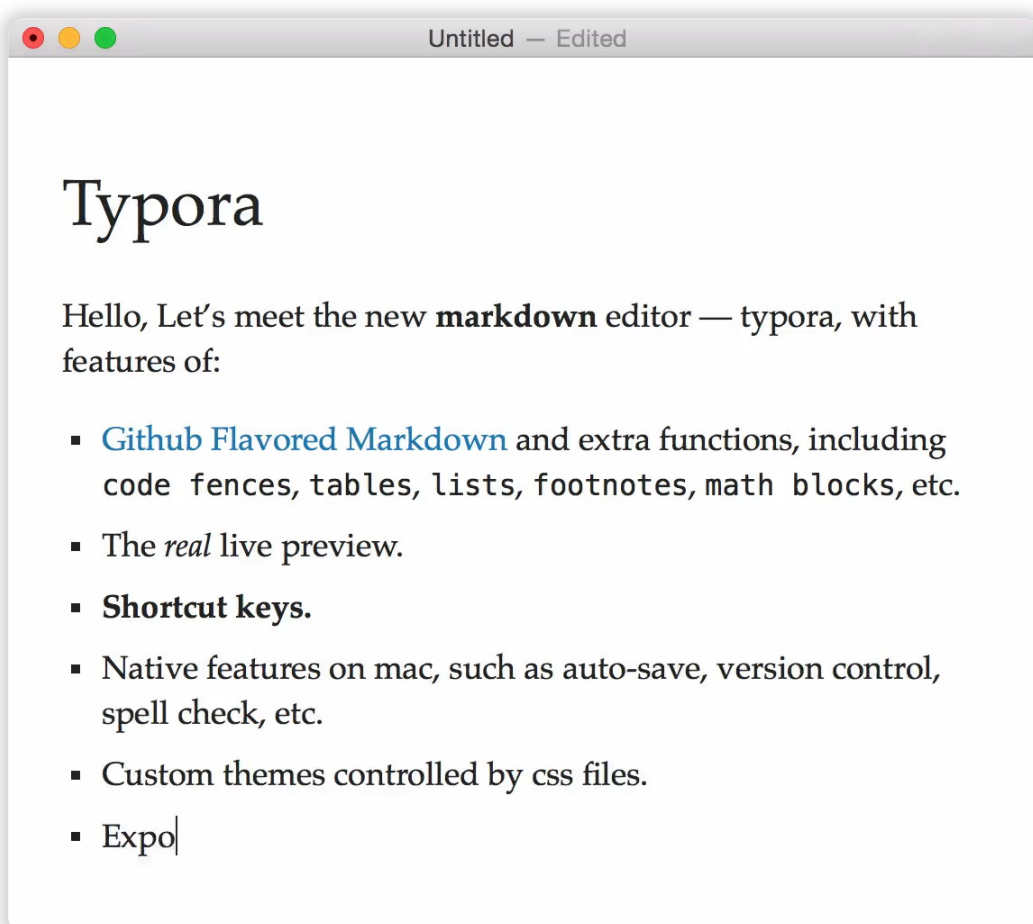 Untitled — Edited
Typora
Hello, Let’s meet the new markdown editor — typora, with
features of:
▪ Github Flavored Markdown and extra functions, including
code fences, tables, lists, footnotes, math blocks, etc.
▪ The real live preview.
▪ Shortcut keys.
▪ Native features on mac, such as auto-save, version control,
spell check, etc.
▪ Custom themes controlled by css files.
▪ Expo